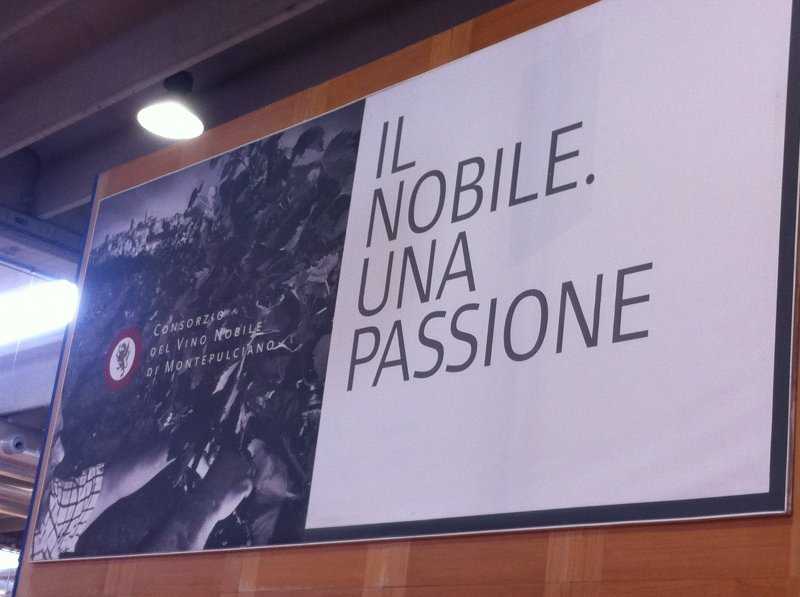 CONSORZIO
DEL VINO NOBILE
DI MONTEPULCIANO
IL
NOBILE.
UNA
PASSIONE